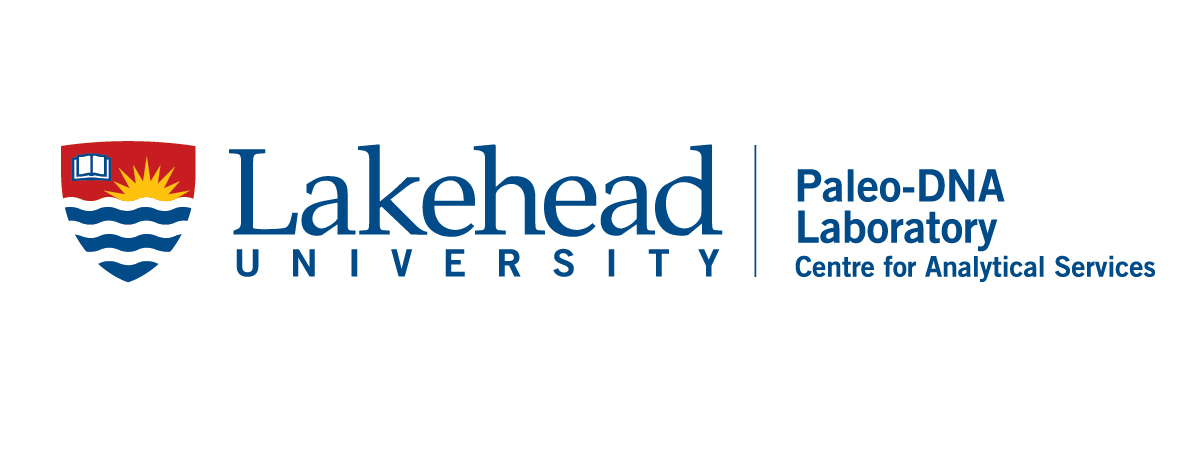 Lakehead
UNIVERSITY
Paleo-DNA
Laboratory
Centre for Analytical Services